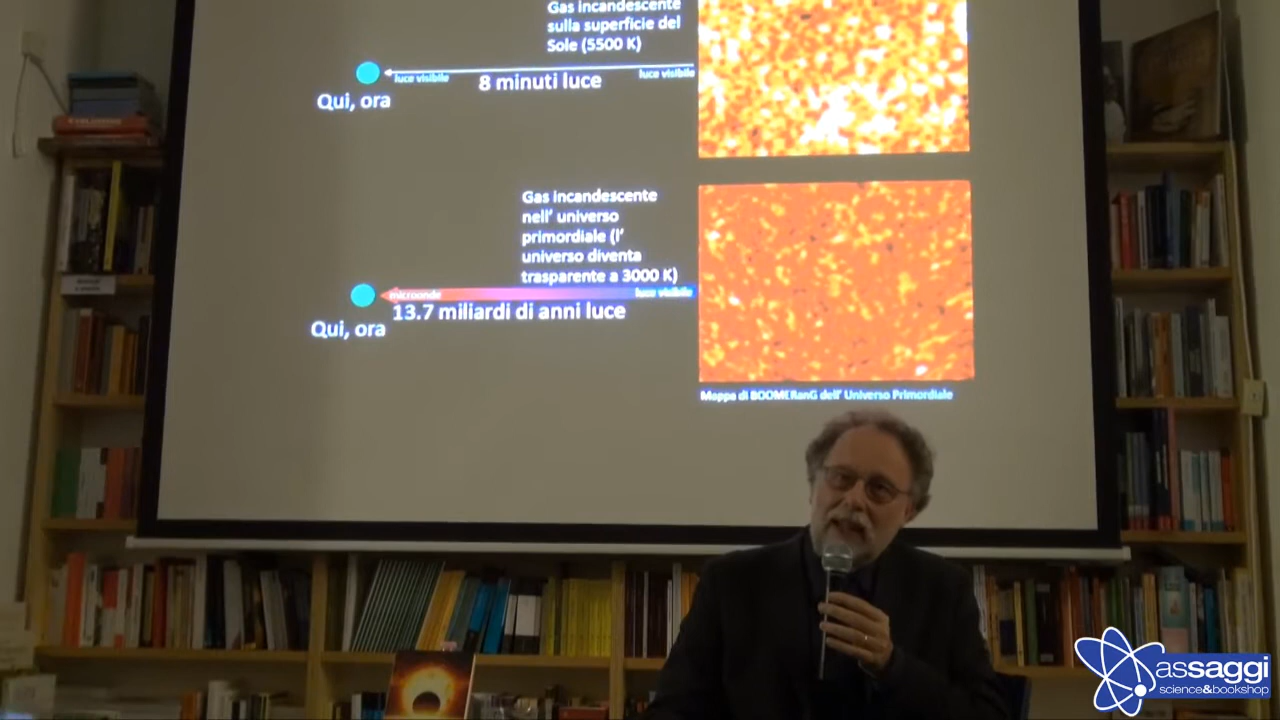 Gas incandescente
sulla superficie del
Sole (5500 K)
luce visibile
luce visibile
8 minuti luce
Qui, ora
Gas incandescente
nell' universo
primordiale (l'
universo diventa
trasparente a 3000 K)
microonde
luce visibile
13.7 miliardi di anni luce
Qui, ora
Mappa di BOOMERanG dell' Universo Primordiale
assaggi
science&bookshop